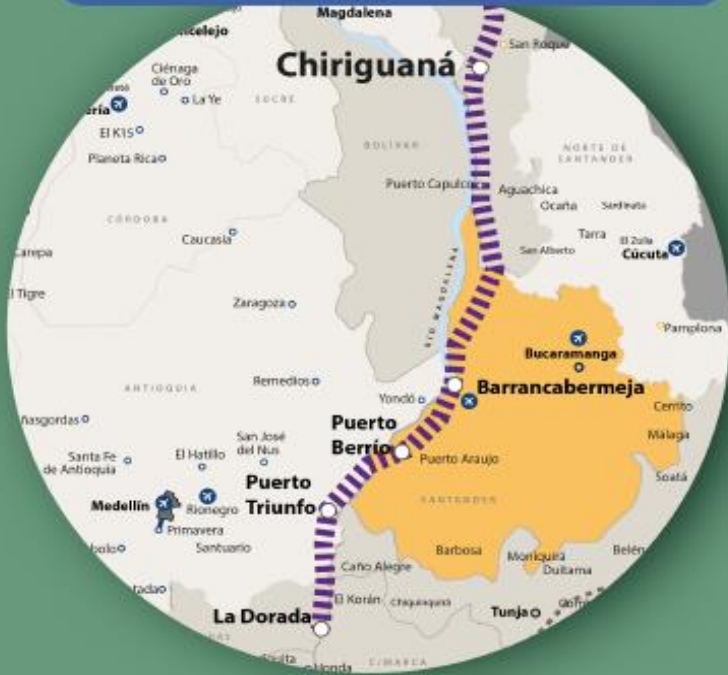 Magdalena
San Roque
Chiriguaná
Ciénaga
de Oro
La Ye
SUCRE
El K15
BOLÍVAR
NORTE DE
SANTANDER
Planeta Rica
Puerto Capulco
Aguachica
Ocaña
Sardinata
CÓRDOBA
Tarra
El Zulia
Caucasia
San Alberto
Cúcuta
RÍO MAGDALENA
El Tigre
Zaragoza
Pamplona
Bucaramanga
ANTIOQUIA
Remedios
Barrancabermeja
Yondó
Cerrito
Puerto
Berrío
Málaga
San José
del Nus
El Hatillo
Santa Fe
de Antioquia
Puerto Araujo
Soatá
Puerto
Triunfo
SANTANDER
Medellín
Rionegro
Primavera
Santuario
Barbosa
Moniquira
Duitama
Belén
Caño Alegre
El Korán
Chiquinquirá
Tunja
La Dorada
Honda